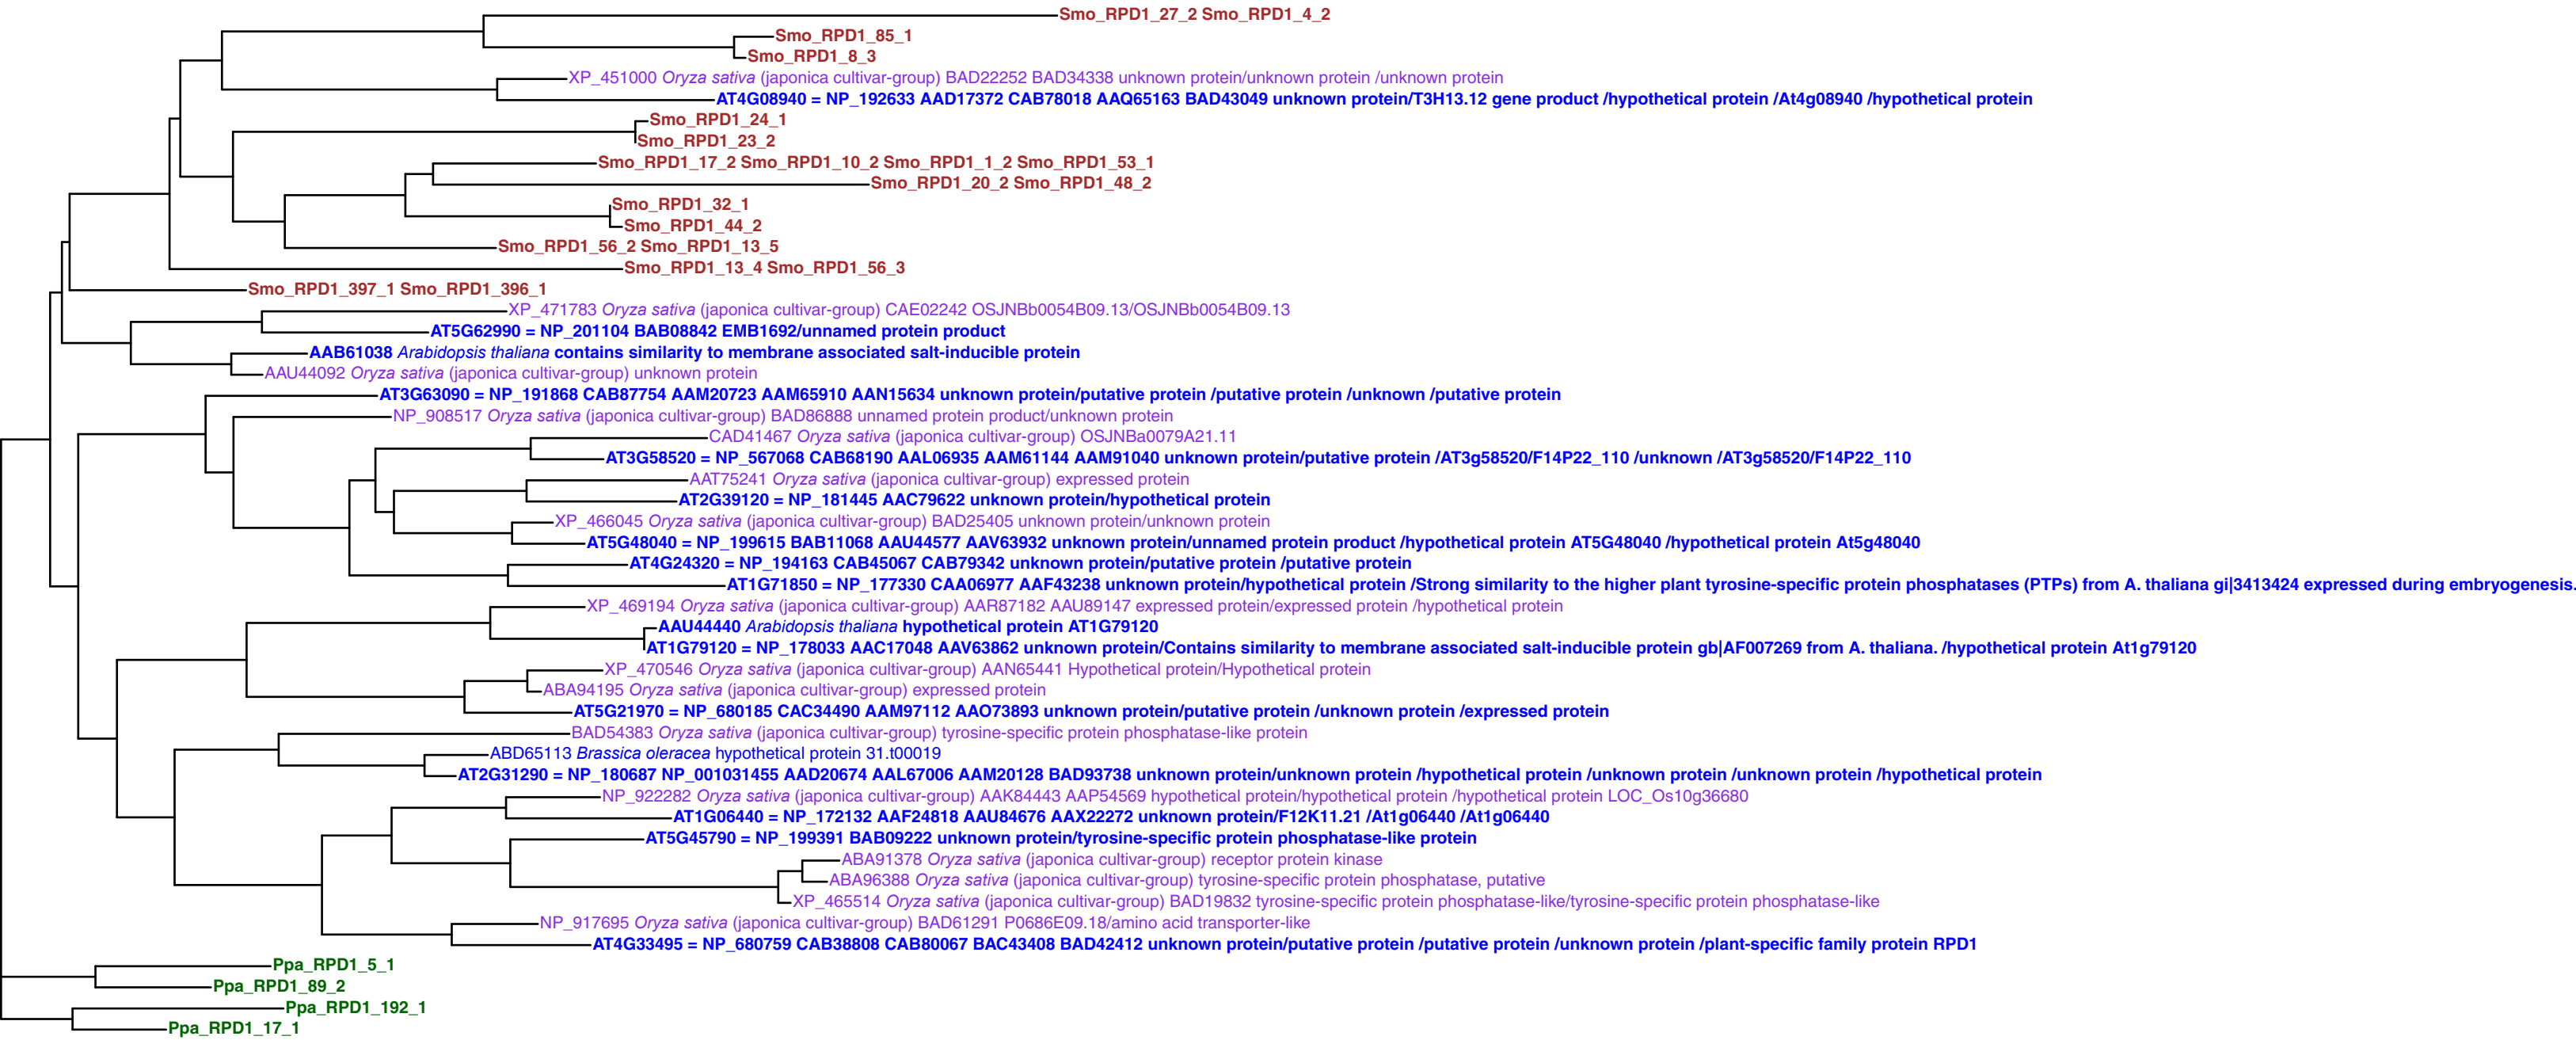 Smo_RPD1_27_2 Smo_RPD1_4_2
Smo_RPD1_85_1
Smo_RPD1_8_3
XP_451000 Oryza sativa (japonica cultivar-group) BAD22252 BAD34338 unknown protein/unknown protein /unknown protein
AT4G08940 = NP_192633 AAD17372 CAB78018 AAQ65163 BAD43049 unknown protein/T3H13.12 gene product /hypothetical protein /At4g08940 /hypothetical protein
Smo_RPD1_24_1
Smo_RPD1_23_2
Smo_RPD1_17_2 Smo_RPD1_10_2 Smo_RPD1_1_2 Smo_RPD1_53_1
Smo_RPD1_20_2 Smo_RPD1_48_2
Smo_RPD1_32_1
Smo_RPD1_44_2
Smo_RPD1_56_2 Smo_RPD1_13_5
Smo_RPD1_13_4 Smo_RPD1_56_3
Smo_RPD1_397_1 Smo_RPD1_396_1
XP_471783 Oryza sativa (japonica cultivar-group) CAE02242 OSJNBb0054B09.13/OSJNBb0054B09.13
AT5G62990 = NP_201104 BAB08842 EMB1692/unnamed protein product
AAB61038 Arabidopsis thaliana contains similarity to membrane associated salt-inducible protein
AAU44092 Oryza sativa (japonica cultivar-group) unknown protein
AT3G63090 = NP_191868 CAB87754 AAM20723 AAM65910 AAN15634 unknown protein/putative protein /putative protein /unknown /putative protein
NP_908517 Oryza sativa (japonica cultivar-group) BAD86888 unnamed protein product/unknown protein
CAD41467 Oryza sativa (japonica cultivar-group) OSJNBa0079A21.11
AT3G58520 = NP_567068 CAB68190 AAL06935 AAM61144 AAM91040 unknown protein/putative protein /AT3g58520/F14P22_110 /unknown /AT3g58520/F14P22_110
AAT75241 Oryza sativa (japonica cultivar-group) expressed protein
AT2G39120 = NP_181445 AAC79622 unknown protein/hypothetical protein
XP_466045 Oryza sativa (japonica cultivar-group) BAD25405 unknown protein/unknown protein
AT5G48040 = NP_199615 BAB11068 AAU44577 AAV63932 unknown protein/unnamed protein product /hypothetical protein AT5G48040 /hypothetical protein At5g48040
AT4G24320 = NP_194163 CAB45067 CAB79342 unknown protein/putative protein /putative protein
AT1G71850 = NP_177330 CAA06977 AAF43238 unknown protein/hypothetical protein /Strong similarity to the higher plant tyrosine-specific protein phosphatases (PTPs) from A. thaliana gi|3413424 expressed during embryogenesis.
XP_469194 Oryza sativa (japonica cultivar-group) AAR87182 AAU89147 expressed protein/expressed protein /hypothetical protein
AAU44440 Arabidopsis thaliana hypothetical protein AT1G79120
AT1G79120 = NP_178033 AAC17048 AAV63862 unknown protein/Contains similarity to membrane associated salt-inducible protein gb|AF007269 from A. thaliana. /hypothetical protein At1g79120
XP_470546 Oryza sativa (japonica cultivar-group) AAN65441 Hypothetical protein/Hypothetical protein
ABA94195 Oryza sativa (japonica cultivar-group) expressed protein
AT5G21970 = NP_680185 CAC34490 AAM97112 AAO73893 unknown protein/putative protein /unknown protein /expressed protein
BAD54383 Oryza sativa (japonica cultivar-group) tyrosine-specific protein phosphatase-like protein
ABD65113 Brassica oleracea hypothetical protein 31.t00019
AT2G31290 = NP_180687 NP_001031455 AAD20674 AAL67006 AAM20128 BAD93738 unknown protein/unknown protein /hypothetical protein /unknown protein /unknown protein /hypothetical protein
NP_922282 Oryza sativa (japonica cultivar-group) AAK84443 AAP54569 hypothetical protein/hypothetical protein /hypothetical protein LOC_Os10g36680
AT1G06440 = NP_172132 AAF24818 AAU84676 AAX22272 unknown protein/F12K11.21 /At1g06440 /At1g06440
AT5G45790 = NP_199391 BAB09222 unknown protein/tyrosine-specific protein phosphatase-like protein
ABA91378 Oryza sativa (japonica cultivar-group) receptor protein kinase
ABA96388 Oryza sativa (japonica cultivar-group) tyrosine-specific protein phosphatase, putative
XP_465514 Oryza sativa (japonica cultivar-group) BAD19832 tyrosine-specific protein phosphatase-like/tyrosine-specific protein phosphatase-like
NP_917695 Oryza sativa (japonica cultivar-group) BAD61291 P0686E09.18/amino acid transporter-like
AT4G33495 = NP_680759 CAB38808 CAB80067 BAC43408 BAD42412 unknown protein/putative protein /putative protein /unknown protein /plant-specific family protein RPD1
Ppa_RPD1_5_1
Ppa_RPD1_89_2
Ppa_RPD1_192_1
Ppa_RPD1_17_1